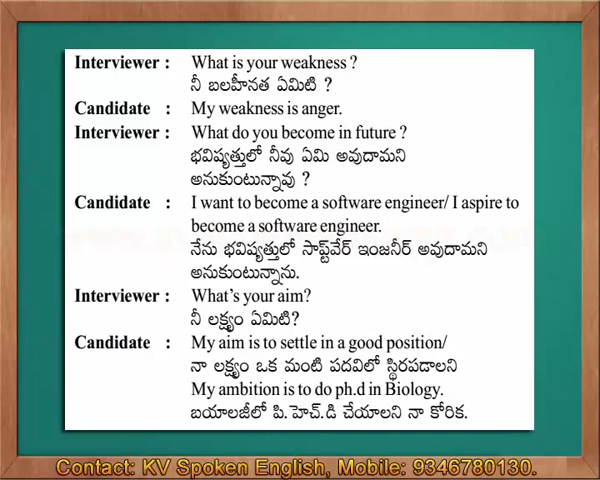 Interviewer : What is your weakness ?
నీ బలహీనత ఏమిటి ?
Candidate : My weakness is anger.
Interviewer : What do you become in future ?
భవిష్యత్తులో నీవు ఏమి అవుదామని
అనుకుంటున్నావు ?
Candidate : I want to become a software engineer/ I aspire to
become a software engineer.
నేను భవిష్యత్తులో సాఫ్ట్‌వేర్ ఇంజనీర్ అవుదామని
అనుకుంటున్నాను.
Interviewer : What's your aim?
నీ లక్ష్యం ఏమిటి?
Candidate : My aim is to settle in a good position/
నా లక్ష్యం ఒక మంచి పదవిలో స్థిరపడాలని
My ambition is to do ph.d in Biology.
బయాలజీలో పి.హెచ్.డి చేయాలని నా కోరిక.
Contact: KV Spoken English, Mobile: 9346780130.